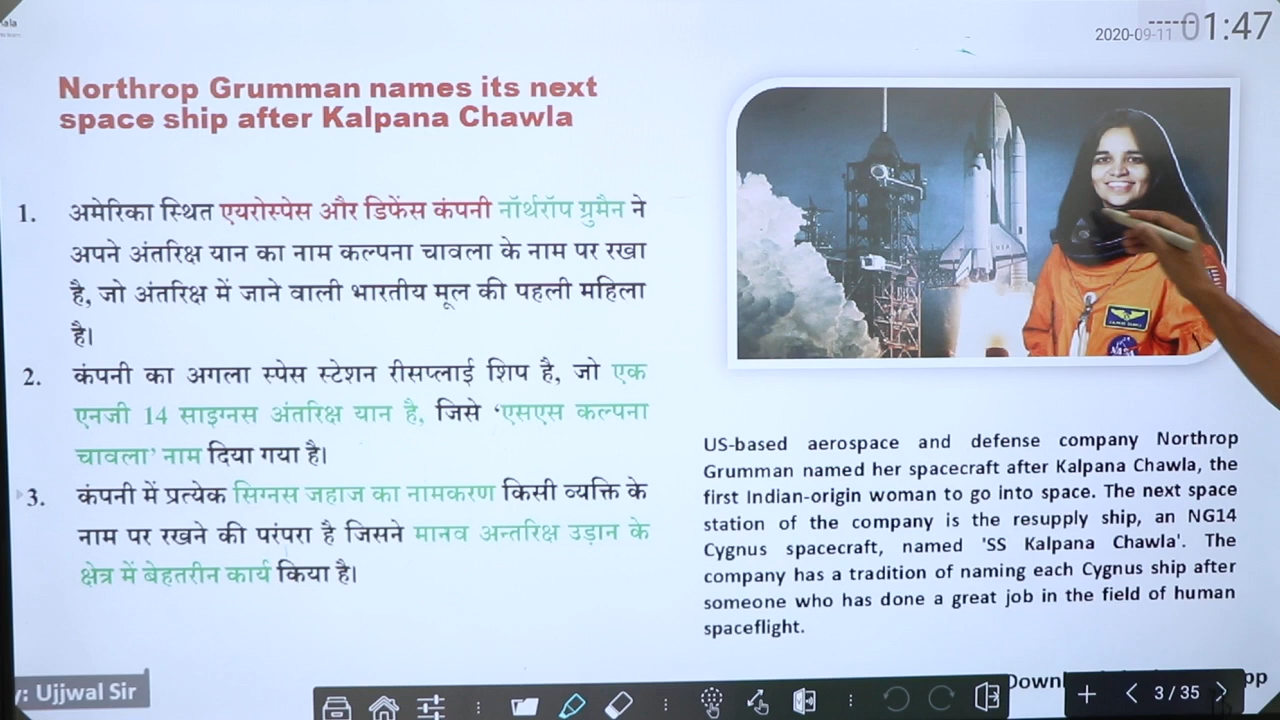 2020-09-11 01:47
Northrop Grumman names its next
space ship after Kalpana Chawla
1. अमेरिका स्थित एयरोस्पेस और डिफेंस कंपनी नॉर्थरॉप ग्रुमैन ने
अपने अंतरिक्ष यान का नाम कल्पना चावला के नाम पर रखा
है, जो अंतरिक्ष में जाने वाली भारतीय मूल की पहली महिला
है।
2. कंपनी का अगला स्पेस स्टेशन रीसप्लाई शिप है, जो एक
एनजी 14 साइग्नस अंतरिक्ष यान है, जिसे ‘एसएस कल्पना
चावला’ नाम दिया गया है।
3. कंपनी में प्रत्येक सिग्नस जहाज का नामकरण किसी व्यक्ति के
नाम पर रखने की परंपरा है जिसने मानव अन्तरिक्ष उड़ान के
क्षेत्र में बेहतरीन कार्य किया है।
NASA
US-based aerospace and defense company Northrop
Grumman named her spacecraft after Kalpana Chawla, the
first Indian-origin woman to go into space. The next space
station of the company is the resupply ship, an NG14
Cygnus spacecraft, named 'SS Kalpana Chawla'. The
company has a tradition of naming each Cygnus ship after
someone who has done a great job in the field of human
spaceflight.
: Ujjwal Sir
3 / 35